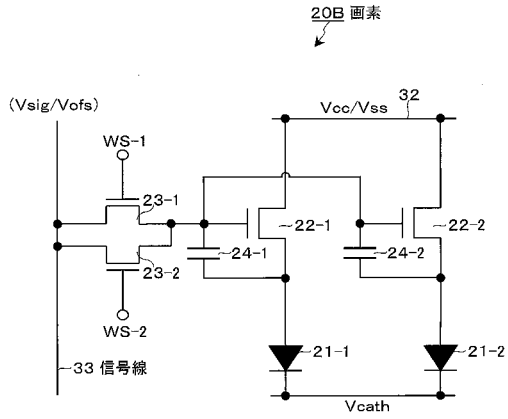 20B 画素
(Vsig/Vofs)
Vcc/Vss
32
WS-1
23-1
22-1
22-2
24-1
24-2
23-2
WS-2
21-1
21-2
33 信号線
Vcath